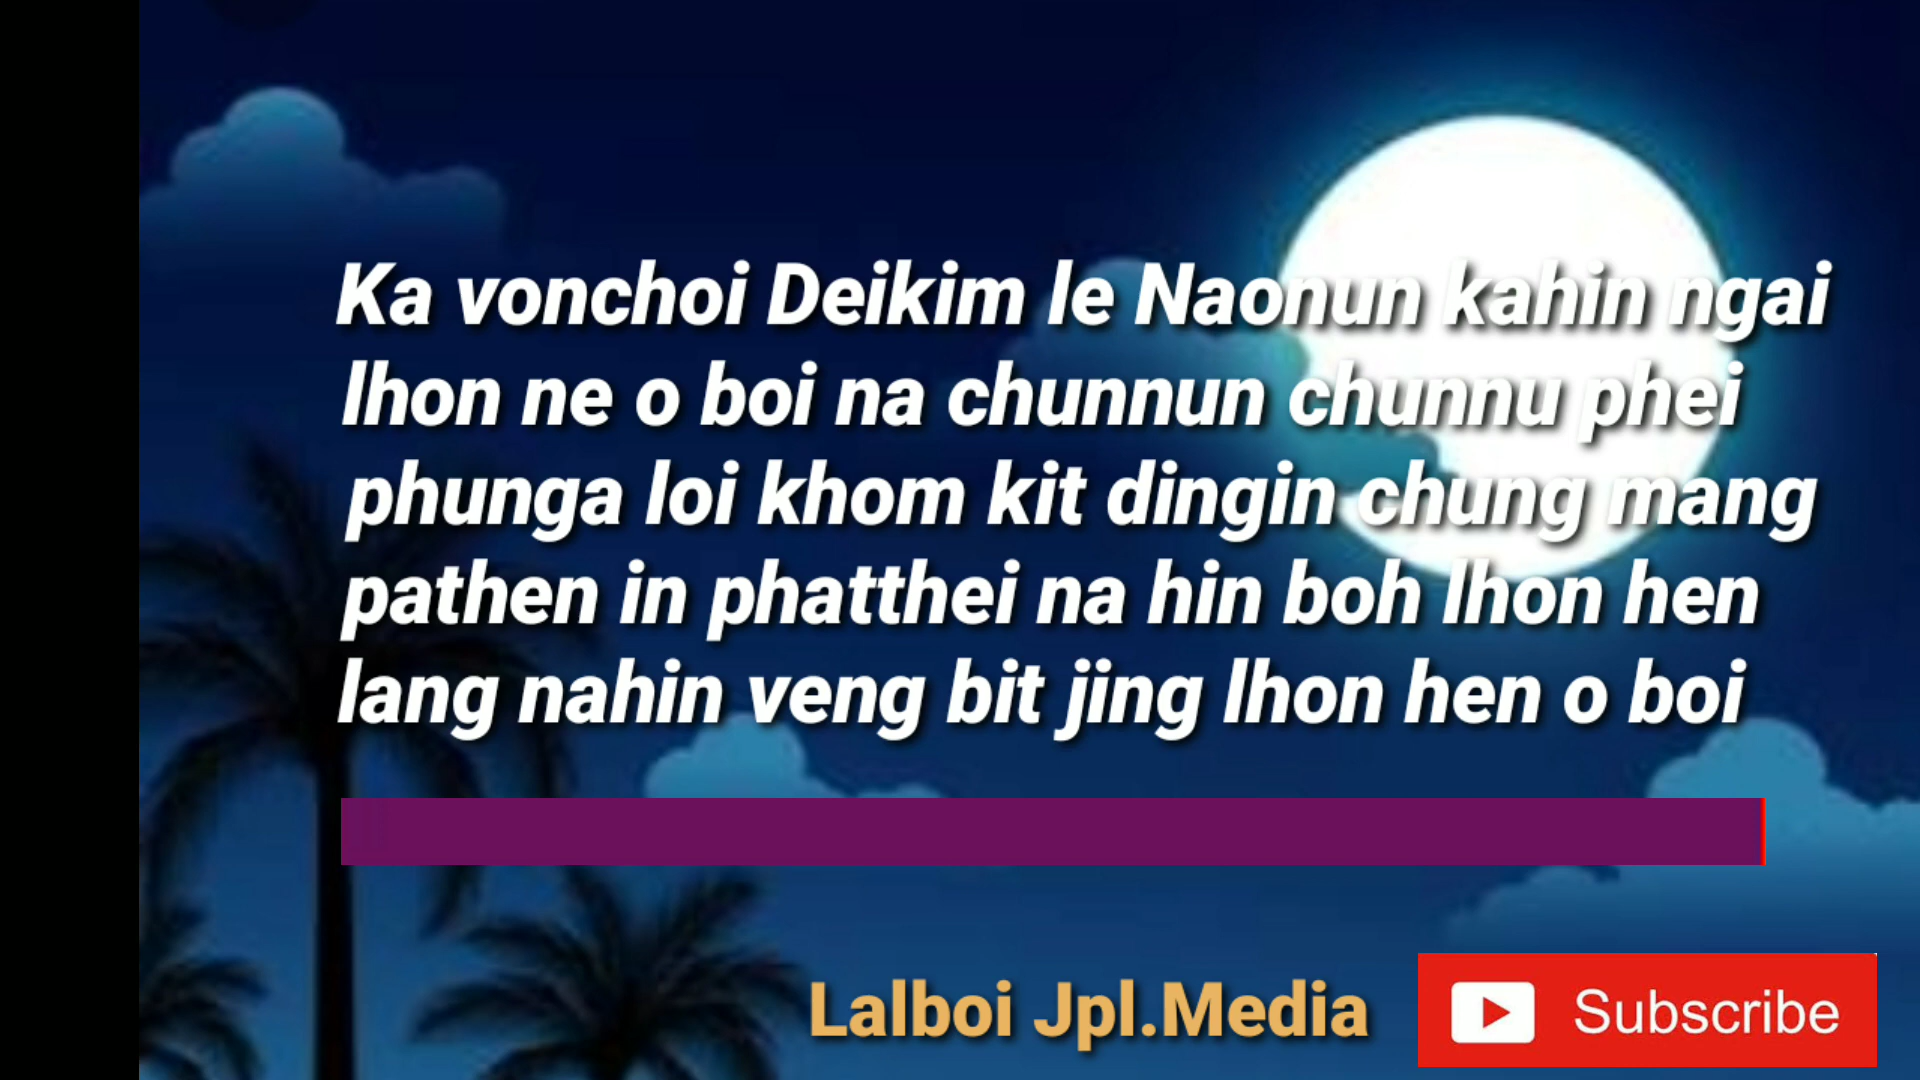 Ka vonchoi Deikim le Naonun kahin ngai
lhon ne o boi na chunnun chunnu phei
phunga loi khom kit dingin chung mang
pathen in phatthei na hin boh lhon hen
lang nahin veng bit jing lhon hen o boi
Lalboi Jpl.Media
Subscribe